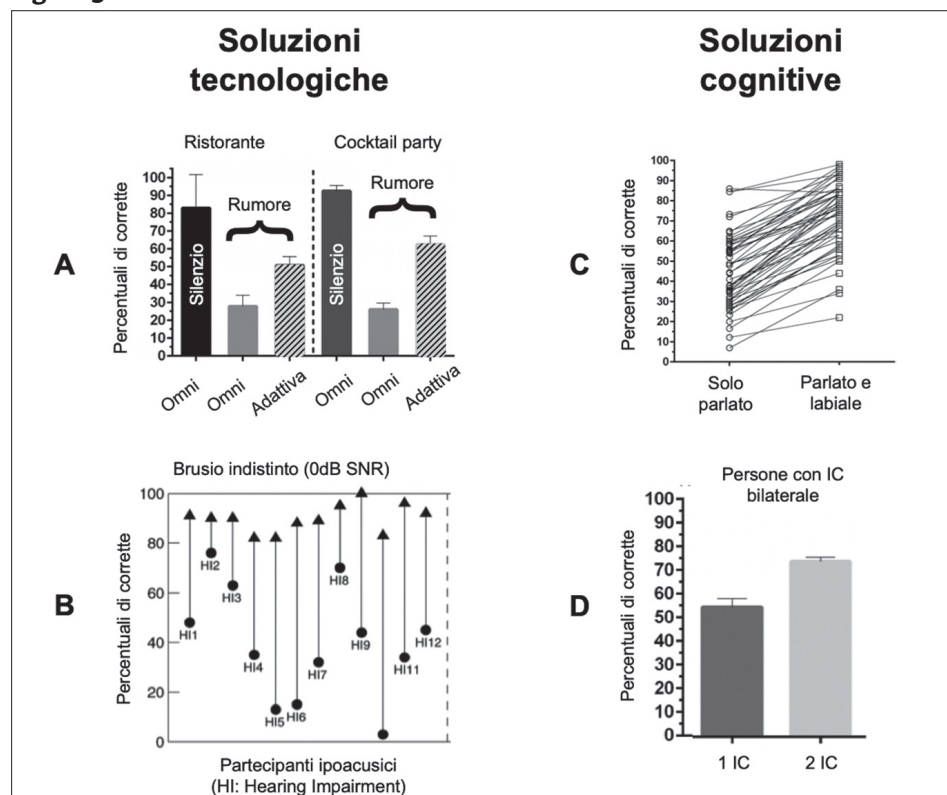 Soluzioni
tecnologiche
Soluzioni
cognitive
A
Ristorante
Cocktail party
Percentuali di corrette
100
90
80
70
60
50
40
30
20
10
0
Silenzio
Rumore
Silenzio
Rumore
Omni
Omni
Adattiva
Omni
Omni
Adattiva
C
Percentuali di corrette
100
90
80
70
60
50
40
30
20
10
0
Solo
parlato
Parlato e
labiale
B
Brusio indistinto (0dB SNR)
Percentuali di corrette
100
80
60
40
20
0
HI1
HI2
HI3
HI4
HI5
HI6
HI7
HI8
HI9
HI11
HI12
Partecipanti ipoacusici
(HI: Hearing Impairment)
D
Persone con IC
bilaterale
Percentuali di corrette
100
90
80
70
60
50
40
30
20
10
0
1 IC
2 IC